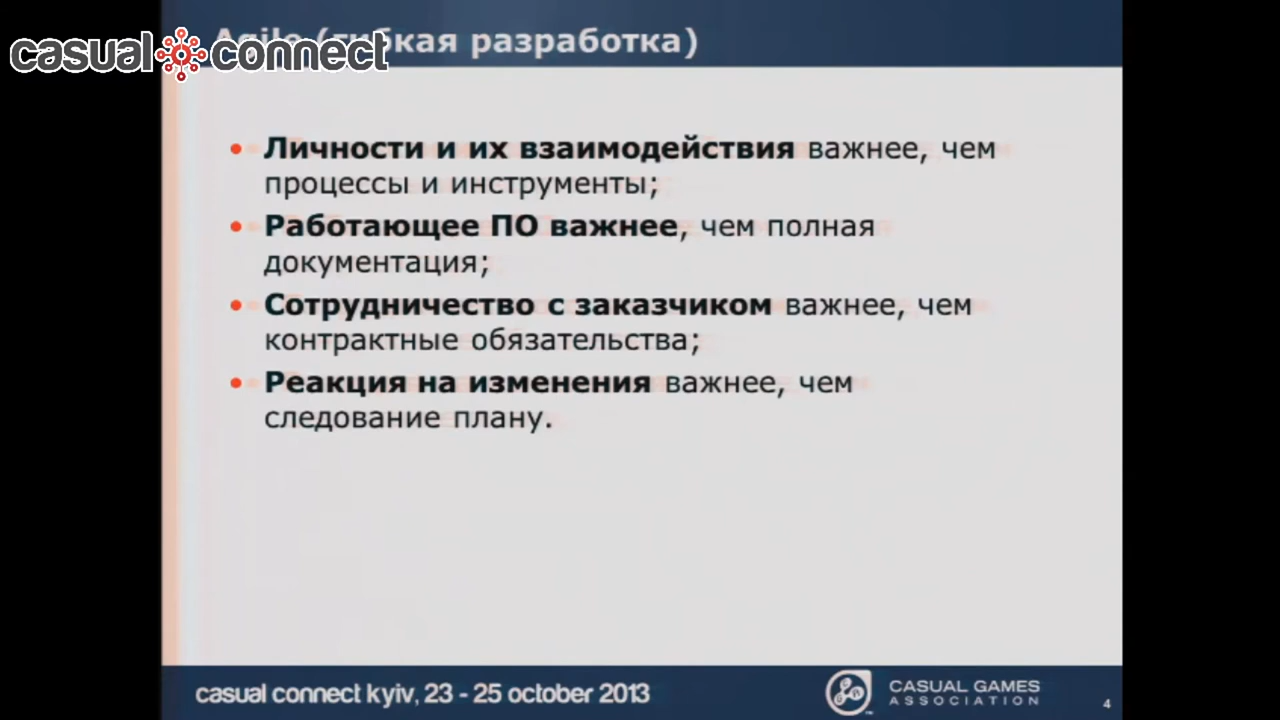 casual connect
Agile (гибкая разработка)
Личности и их взаимодействия важнее, чем
процессы и инструменты;
Работающее ПО важнее, чем полная
документация;
Сотрудничество с заказчиком важнее, чем
контрактные обязательства;
Реакция на изменения важнее, чем
следование плану.
casual connect kyiv, 23 - 25 october 2013
CASUAL GAMES
ASSOCIATION
4